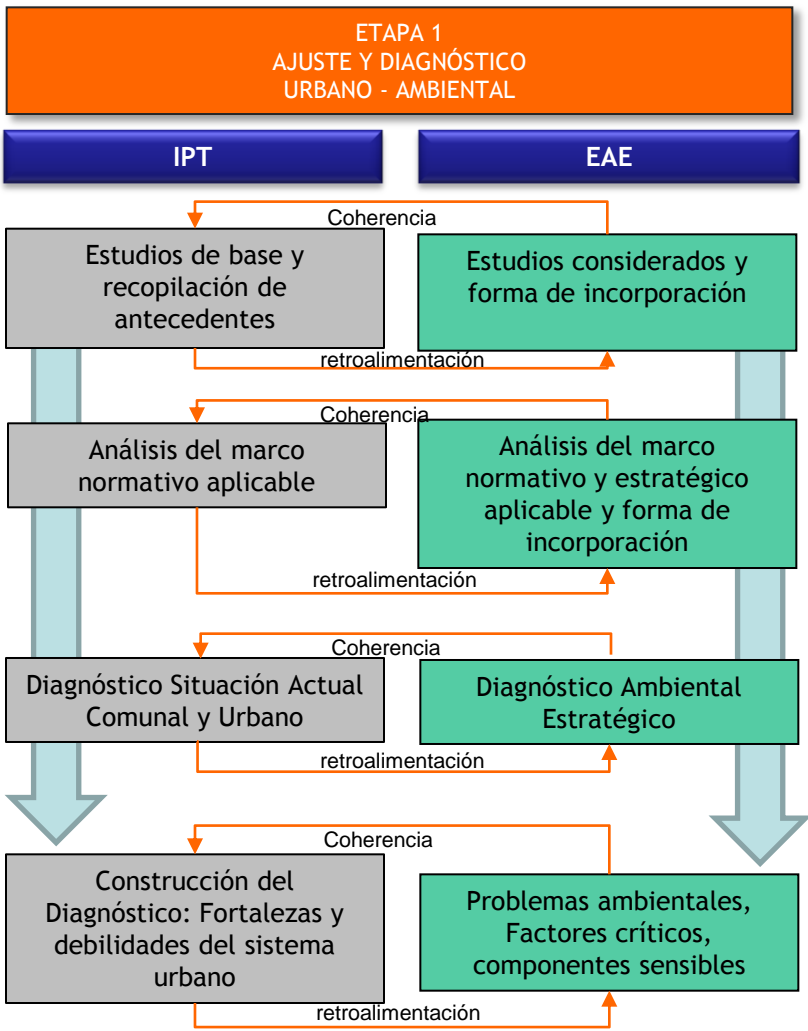 ETAPA 1
AJUSTE Y DIAGNÓSTICO
URBANO - AMBIENTAL
IPT
EAE
Coherencia
Estudios de base y
recopilación de
antecedentes
Estudios considerados y
forma de incorporación
retroalimentación
Coherencia
Análisis del marco
normativo aplicable
Análisis del marco
normativo y estratégico
aplicable y forma de
incorporación
retroalimentación
Coherencia
Diagnóstico Situación Actual
Comunal y Urbano
Diagnóstico Ambiental
Estratégico
retroalimentación
Coherencia
Construcción del
Diagnóstico: Fortalezas y
debilidades del sistema
urbano
Problemas ambientales,
Factores críticos,
componentes sensibles
retroalimentación